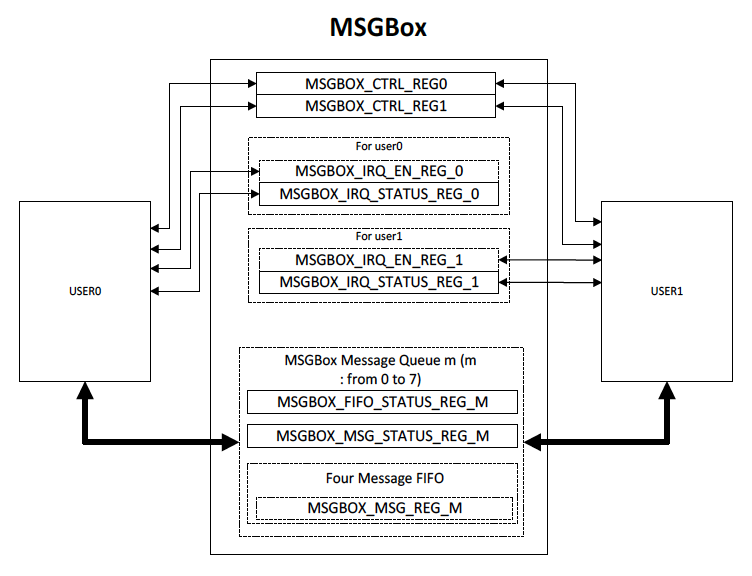 MSGBox
MSGBOX_CTRL_REG0
MSGBOX_CTRL_REG1
For user0
MSGBOX_IRQ_EN_REG_0
MSGBOX_IRQ_STATUS_REG_0
For user1
MSGBOX_IRQ_EN_REG_1
MSGBOX_IRQ_STATUS_REG_1
USER0
USER1
MSGBox Message Queue m (m
: from 0 to 7)
MSGBOX_FIFO_STATUS_REG_M
MSGBOX_MSG_STATUS_REG_M
Four Message FIFO
MSGBOX_MSG_REG_M